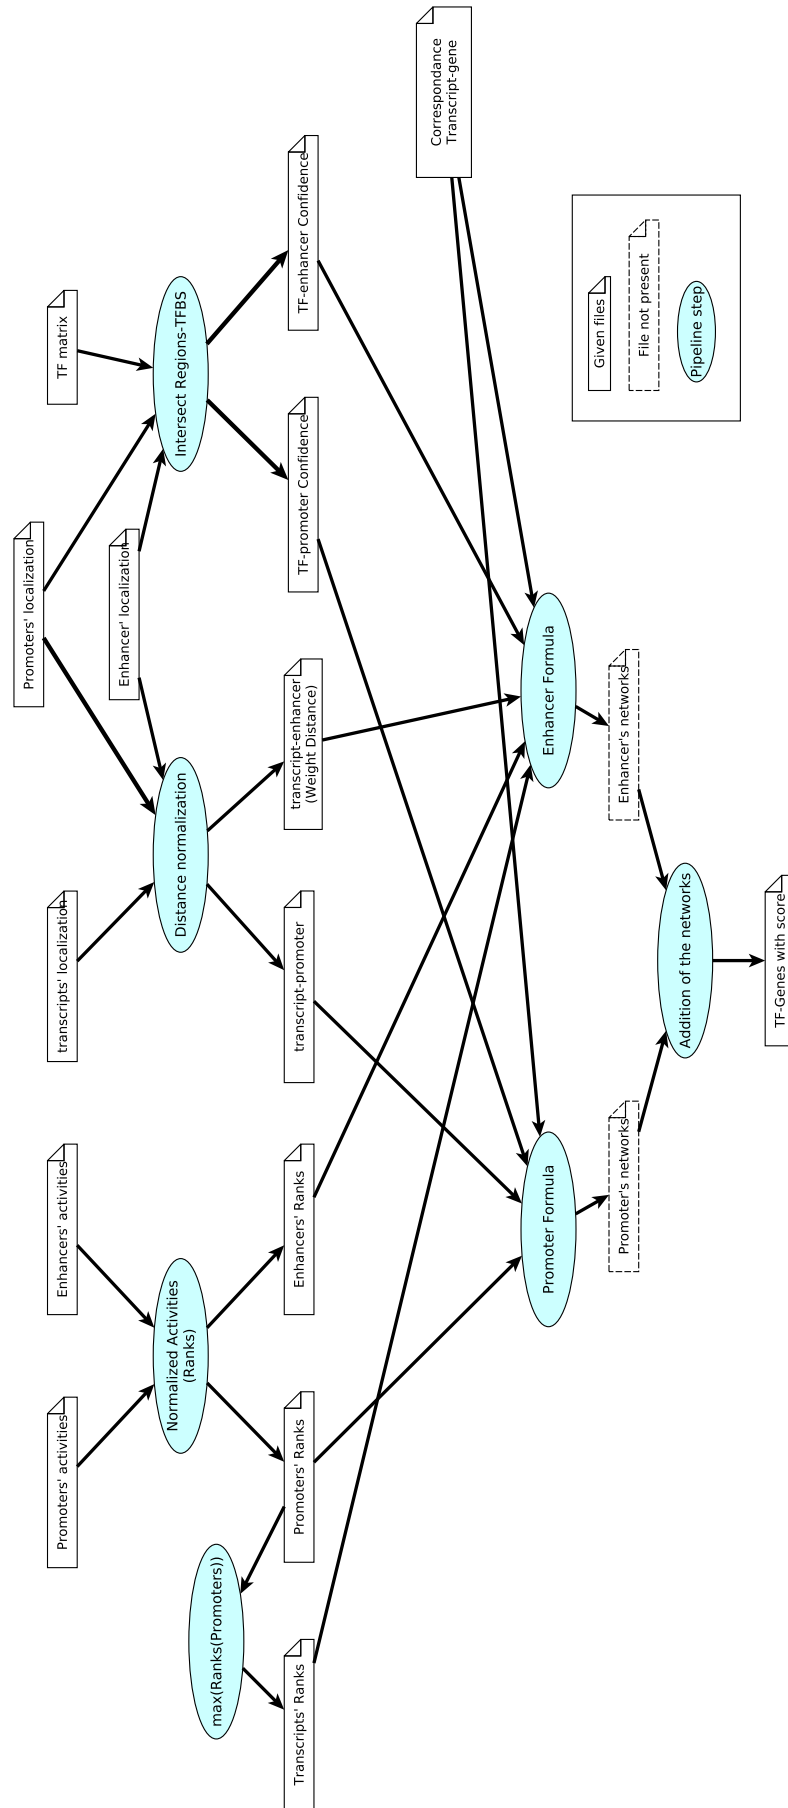 Promoters' activities
Enhancers' activities
transcripts' localization
Promoters' localization
Enhancer' localization
TF matrix
max(Ranks(Promoters))
Normalized Activities
(Ranks)
Distance normalization
Intersect Regions-TFBS
Transcripts' Ranks
Promoters' Ranks
Enhancers' Ranks
transcript-promoter
transcript-enhancer
(Weight Distance)
TF-promoter Confidence
TF-enhancer Confidence
Correspondance
Transcript-gene
Promoter Formula
Enhancer Formula
Promoter's networks
Enhancer's networks
Addition of the networks
TF-Genes with score
Given files
File not present
Pipeline step